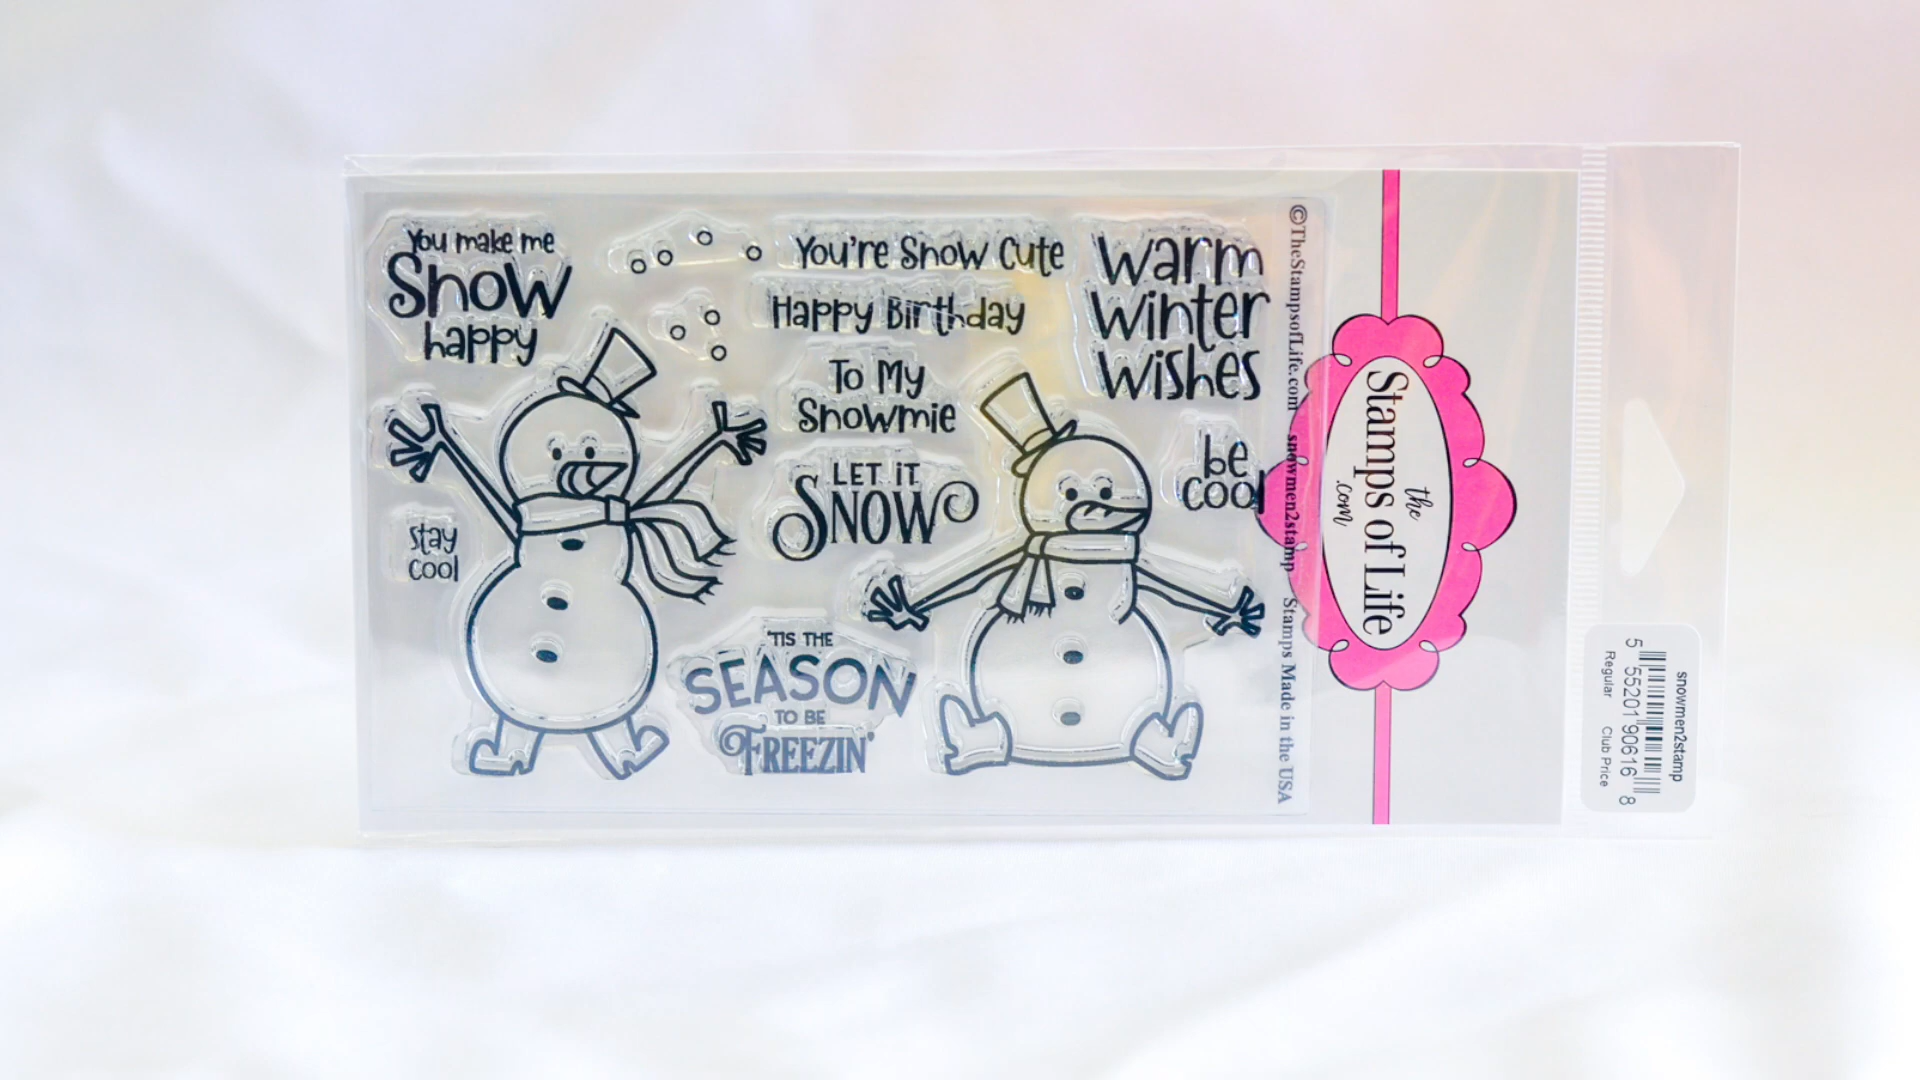 You make me
Snow
happy
You're Snow Cute
Happy Birthday
To My
Snowmie
warm
winter
wishes
LET iT
SNOW
be
cool
stay
cool
'TIS THE
SEASON
TO BE
FREEZIN'
©TheStampsofLife.com snowmen2stamp Stamps Made in the USA
the
Stamps of Life
.com
snowmen2stamp
5 55201 90616 8
Regular Club Price